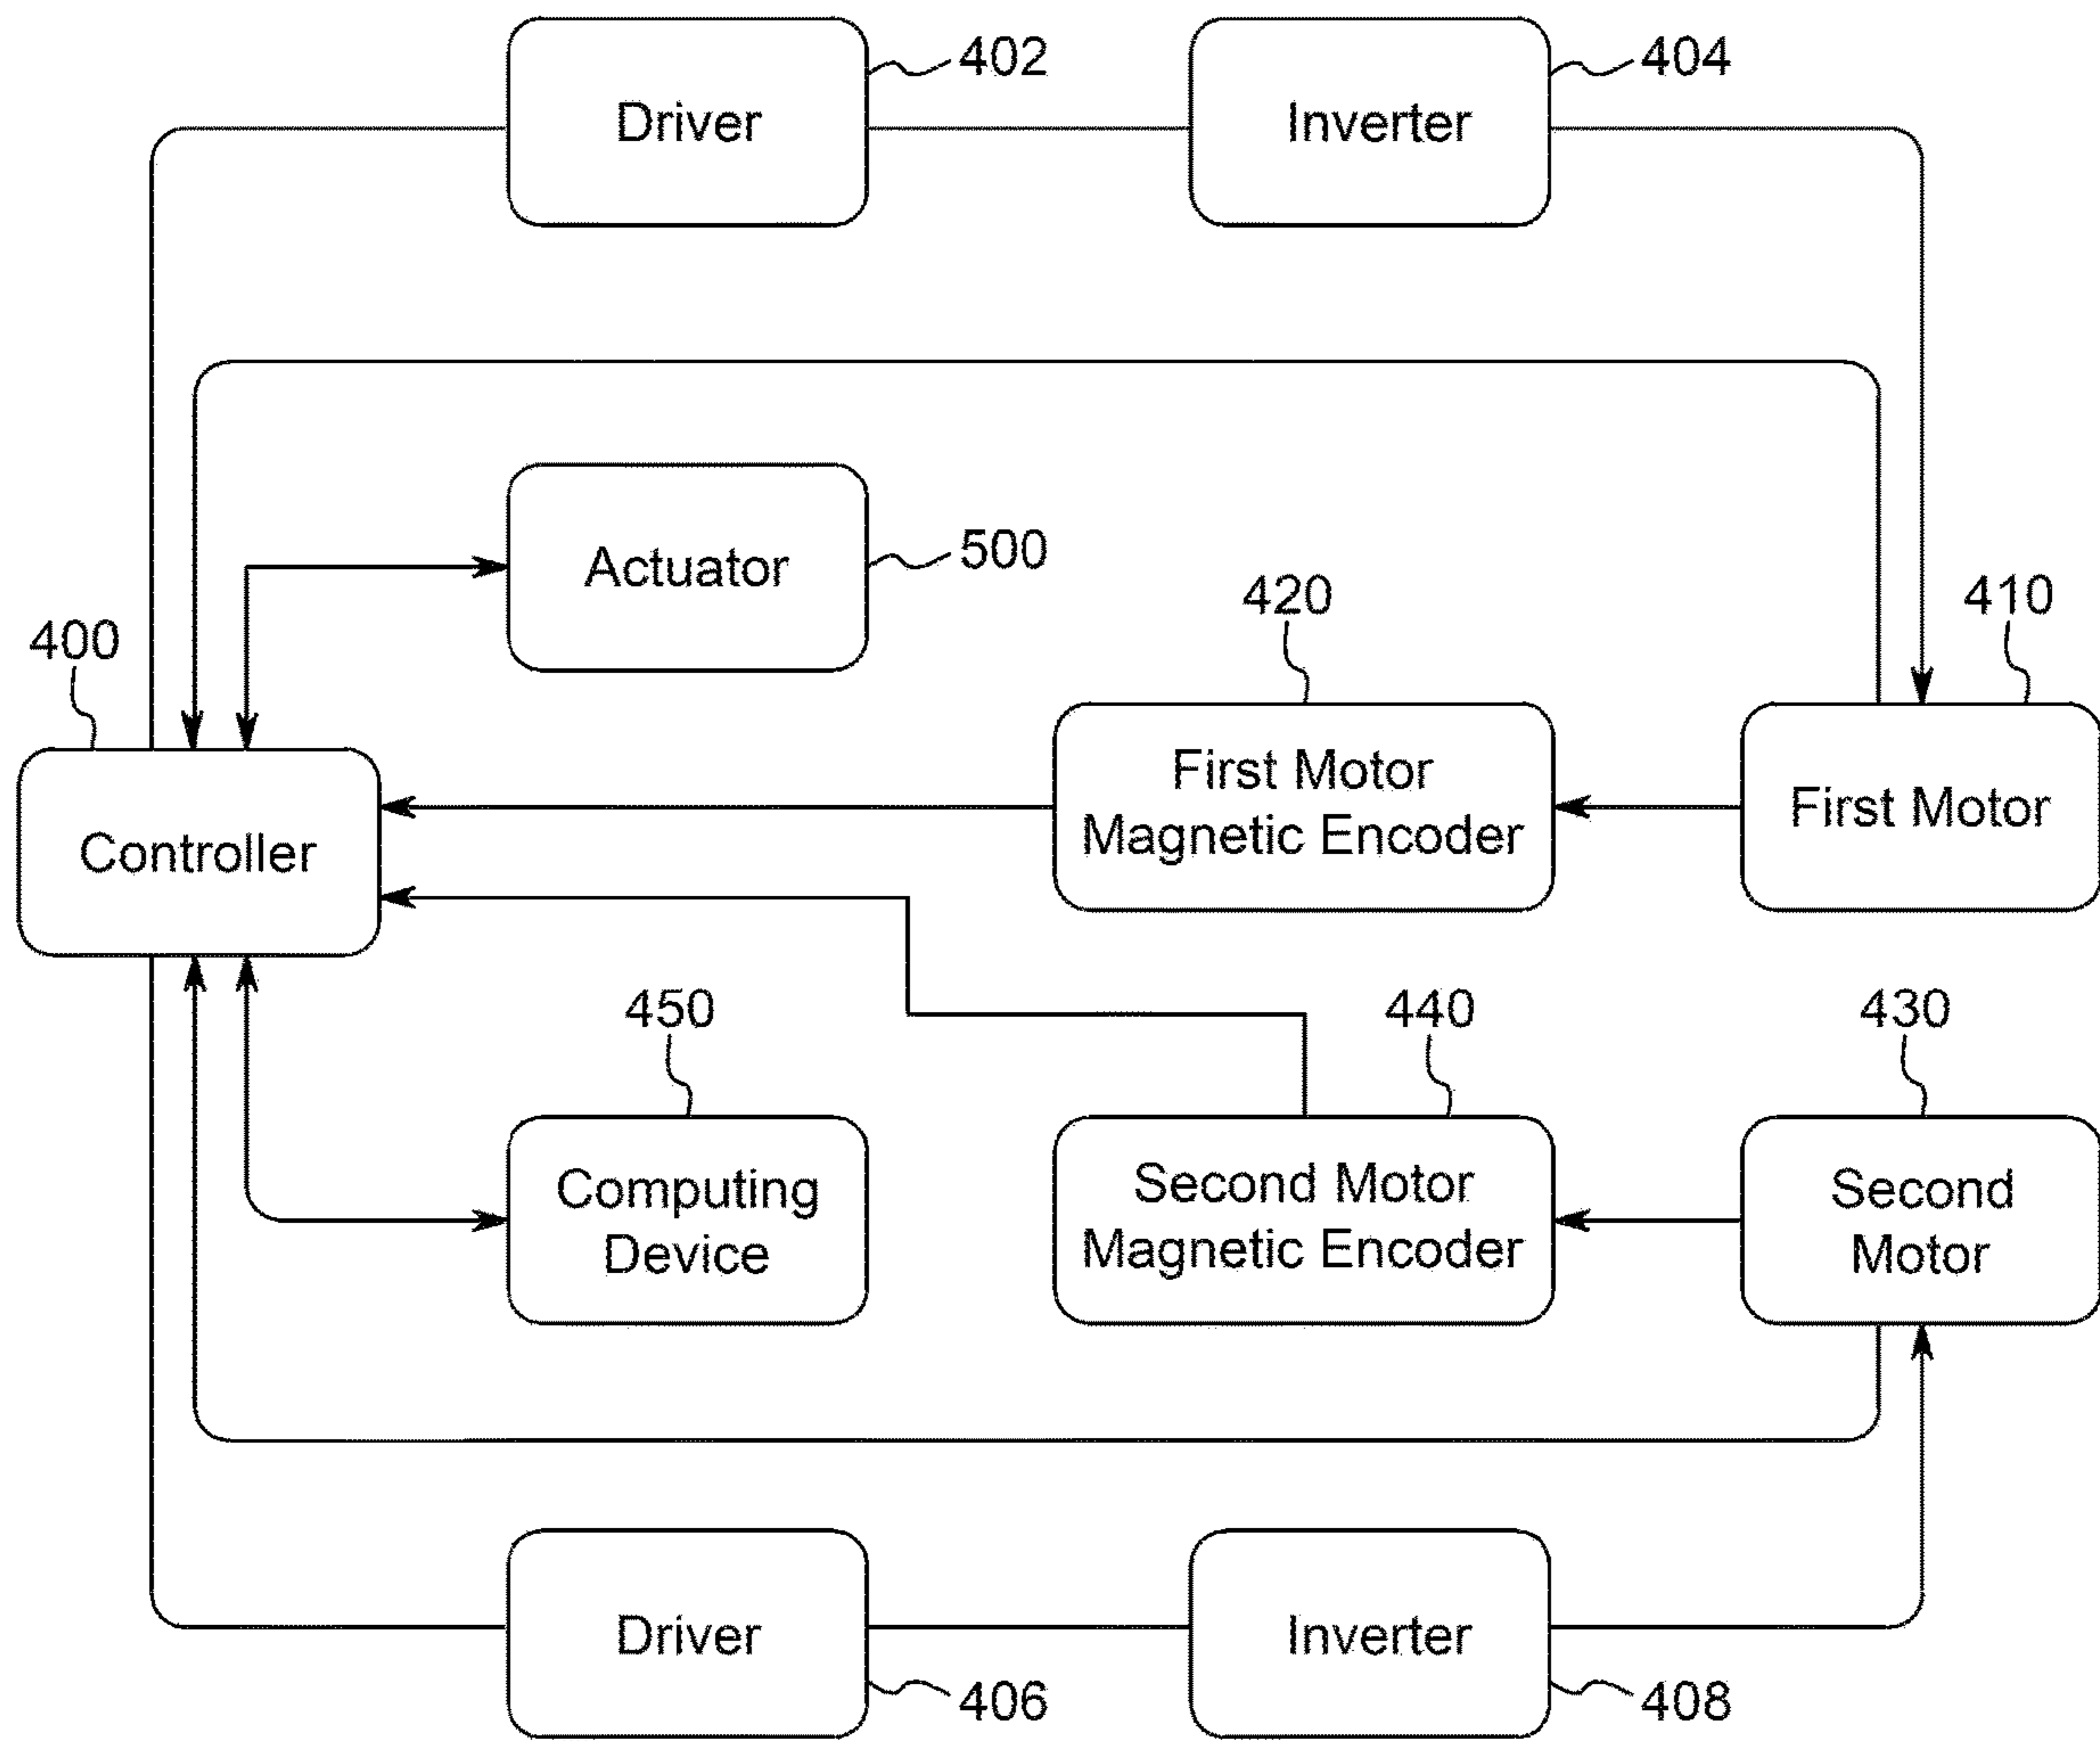 402
404
Driver
Inverter
Actuator
500
420
410
400
First Motor
Magnetic Encoder
First Motor
Controller
450
440
430
Computing
Device
Second Motor
Magnetic Encoder
Second
Motor
Driver
Inverter
406
408